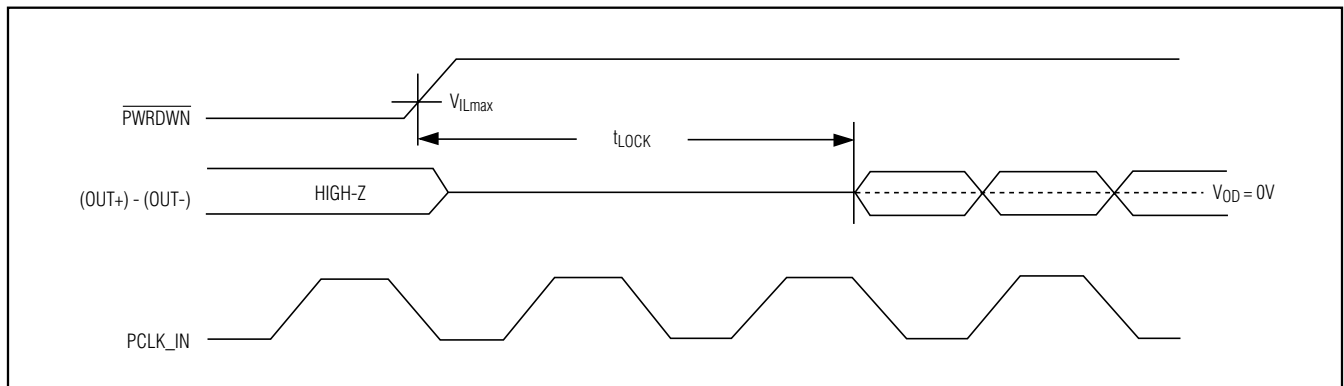 PWRDWN
VILmax
tLOCK
(OUT+) - (OUT-)
HIGH-Z
VOD = 0V
PCLK_IN